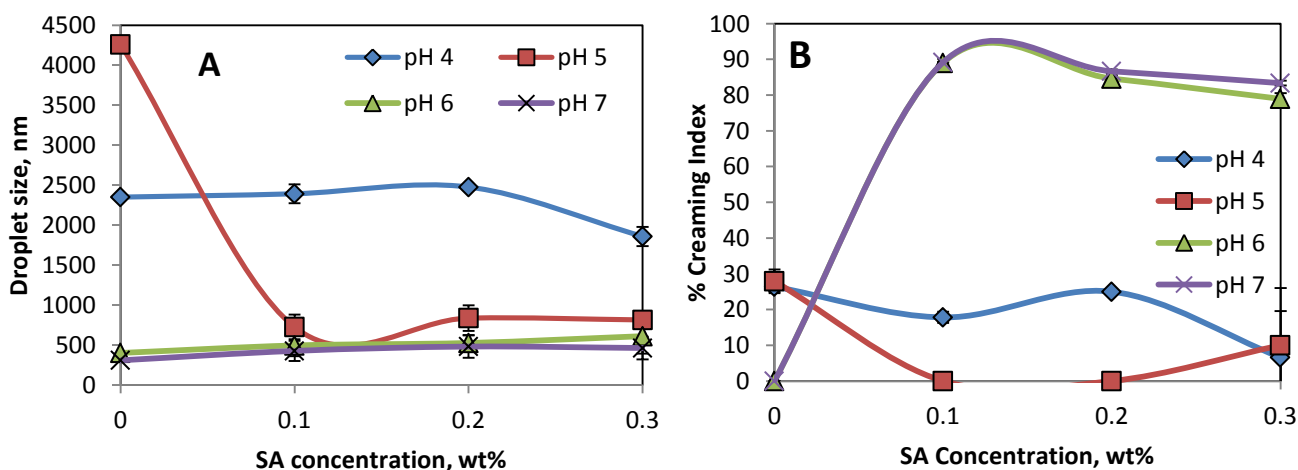 A
Droplet size, nm
4500
4000
3500
3000
2500
2000
1500
1000
500
0
pH 4
pH 5
pH 6
pH 7
0
0.1
0.2
0.3
SA concentration, wt%
B
% Creaming Index
100
90
80
70
60
50
40
30
20
10
0
pH 4
pH 5
pH 6
pH 7
0
0.1
0.2
0.3
SA Concentration, wt%